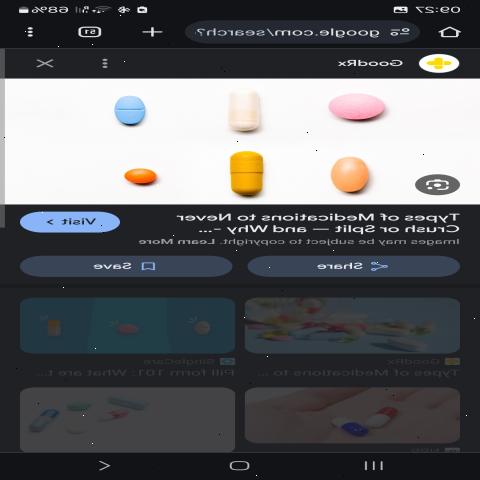 09:27
68%
google.com/search?
51
GoodRx
Types of Medications to Never
Crush or Split — and Why - ...
Visit >
Images may be subject to copyright. Learn More
Share
Save
GoodRx
Types of Medications to ...
SingleCare
Pill form 101: What are t...